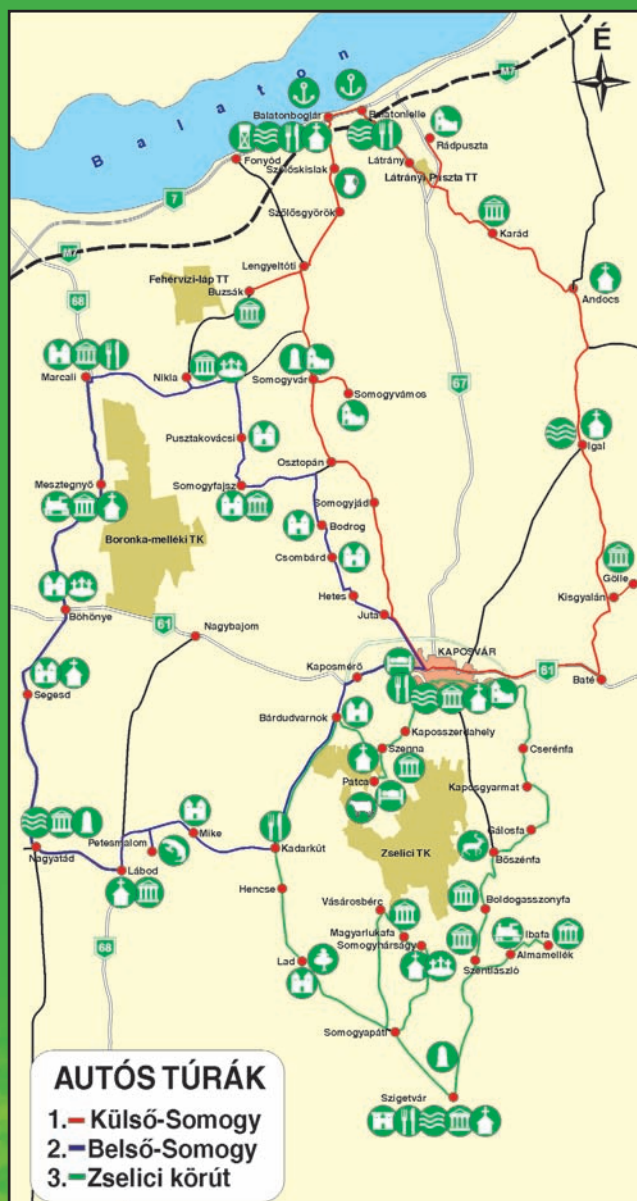 É
Balaton
M7
Balatonboglár
Balatonlelle
Rádpuszta
Fonyód
Szőlőskislak
Látrány
Látrányi Puszta TT
7
Szőlősgyörök
Karád
M7
Lengyeltóti
Fehérvízi-láp TT
Buzsák
Andocs
68
Marcali
Nikla
Somogyvár
Somogyvámos
67
Pusztakovácsi
Igal
Osztopán
Mesztegnyő
Somogyfajsz
Somogyjád
Boronka-melléki TK
Bodrog
Csombárd
Gölle
Hetes
Kisgyalán
Böhönye
61
Juta
Nagybajom
KAPOSVÁR
Kaposmérő
61
Baté
Segesd
Bárdudvarnok
Kaposszerdahely
Szenna
Cserénfa
Patca
Kaposgyarmat
Mike
Gálosfa
Petesmalom
Zselici TK
Nagyatád
Kadarkút
Bőszénfa
Lábod
Hencse
Vásárosbérc
Boldogasszonyfa
Magyarlukafa
Ibafa
68
Somogyhárságy
Almamellék
Lad
Szentlászló
Somogyapáti
Szigetvár
AUTÓS TÚRÁK
1.- Külső-Somogy
2.- Belső-Somogy
3.- Zselici körút